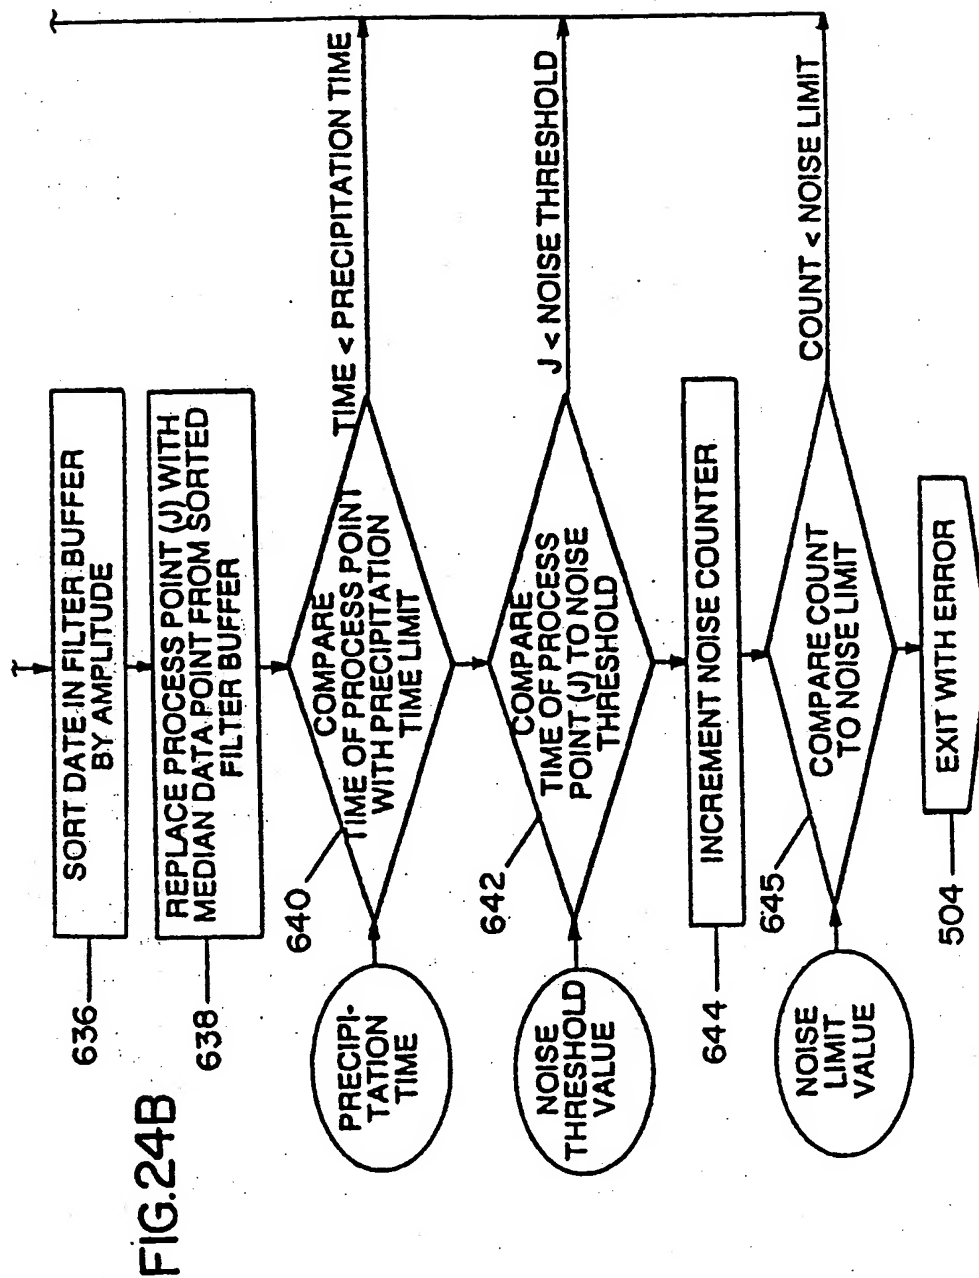 FIG.24B
636
SORT DATE IN FILTER BUFFER
BY AMPLITUDE
638
REPLACE PROCESS POINT (J) WITH
MEDIAN DATA POINT FROM SORTED
FILTER BUFFER
PRECIPI-
TATION
TIME
640
COMPARE
TIME OF PROCESS POINT
WITH PRECIPITATION
TIME LIMIT
TIME < PRECIPITATION TIME
NOISE
THRESHOLD
VALUE
642
COMPARE
TIME OF PROCESS
POINT (J) TO NOISE
THRESHOLD
J < NOISE THRESHOLD
644
INCREMENT NOISE COUNTER
NOISE
LIMIT
VALUE
645
COMPARE COUNT
TO NOISE LIMIT
COUNT < NOISE LIMIT
504
EXIT WITH ERROR